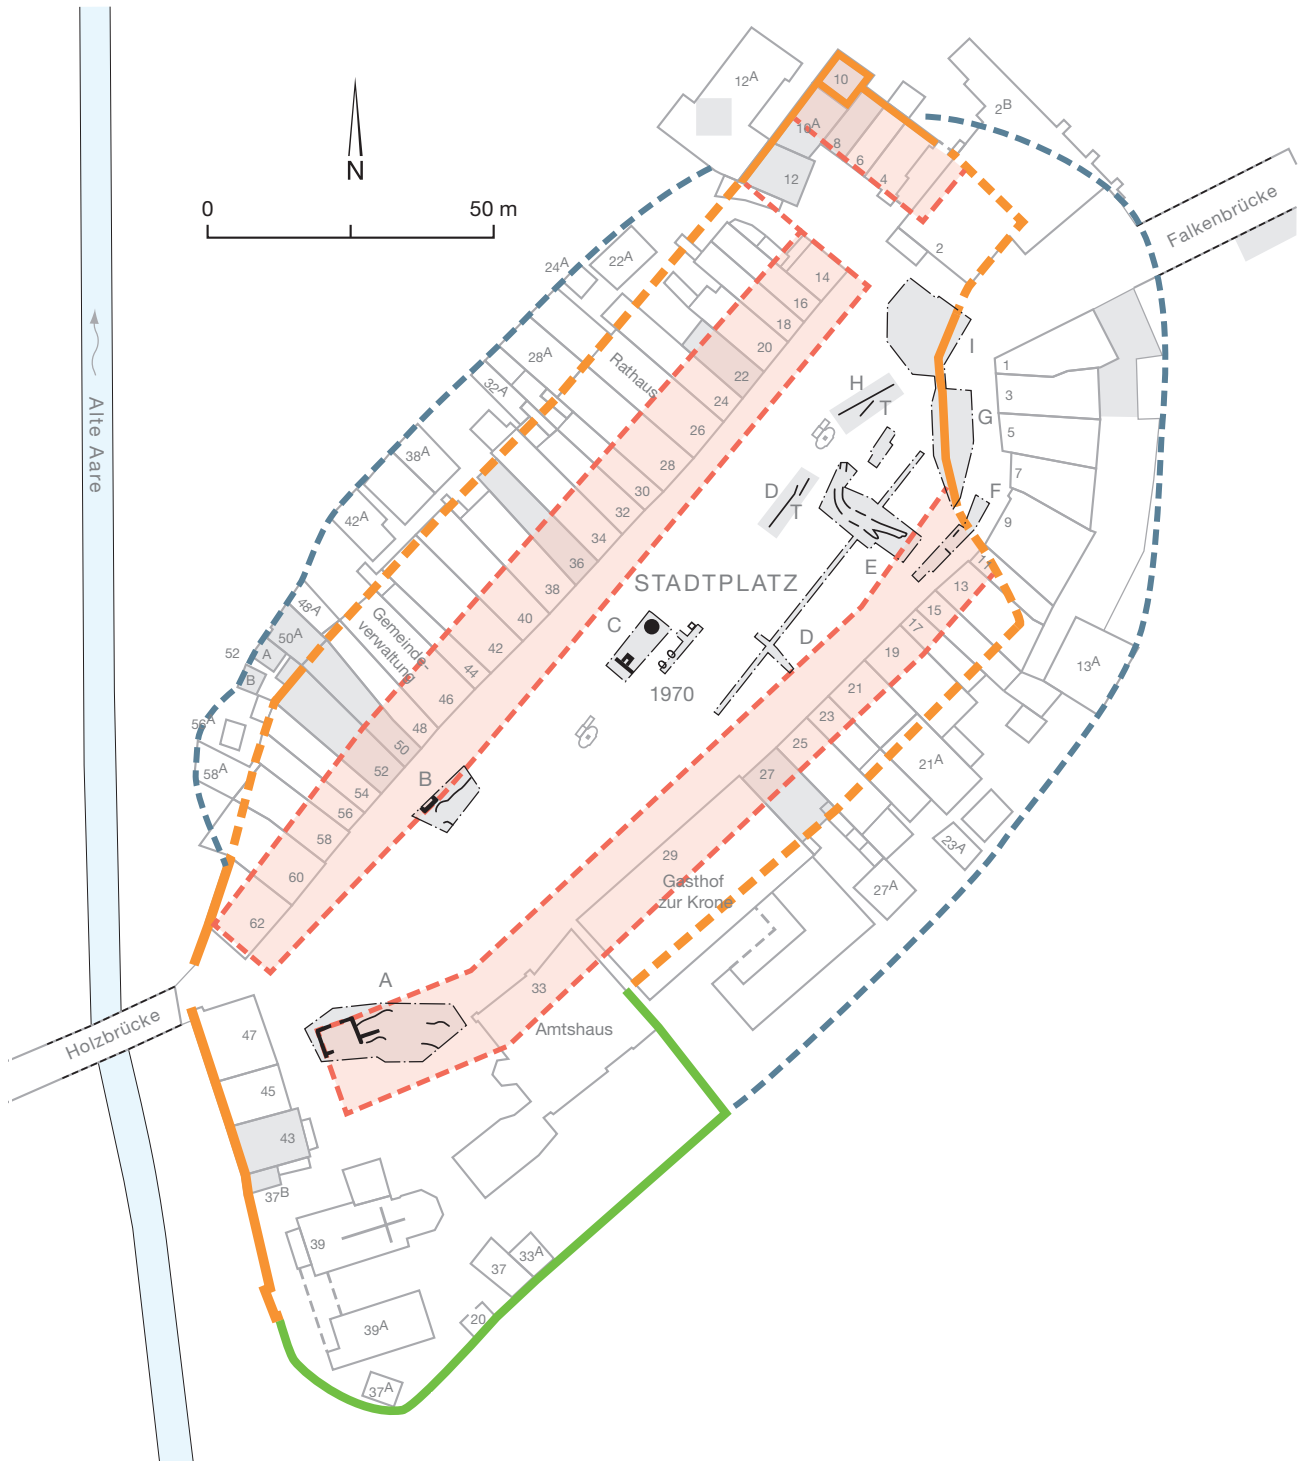 12A
10
2B
10A
8
6
4
12
N
0
50 m
Falkenbrücke
2
24A
22A
14
16
18
I
28A
20
1
Rathaus
22
32A
H
3
24
T
G
26
5
Alte Aare
38A
28
7
30
D
F
42A
32
T
9
34
E
36
11
STADTPLATZ
13
38
48A
15
Gemeinde-
verwaltung
40
C
17
50A
D
52
A
42
19
13A
B
44
46
1970
21
56A
48
23
50
25
58A
52
B
27
21A
54
56
58
29
23A
60
Gasthof
zur Krone
27A
62
A
33
Amtshaus
Holzbrücke
47
45
43
37B
39
33A
37
20
39A
37A